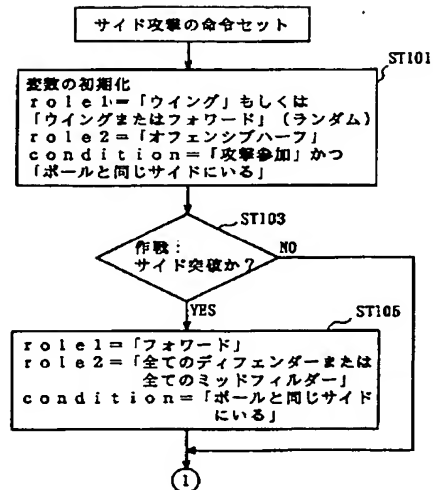 サイド攻撃の命令セット
ST101
変数の初期化
role1=「ウイング」もしくは
「ウイングまたはフォワード」(ランダム)
role2=「オフェンシブハーフ」
condition=「攻撃参加」かつ
「ボールと同じサイドにいる」
ST103
作戦:
サイド突破か?
NO
YES
ST105
role1=「フォワード」
role2=「全てのディフェンダーまたは
全てのミッドフィルダー」
condition=「ボールと同じサイド
にいる」
1